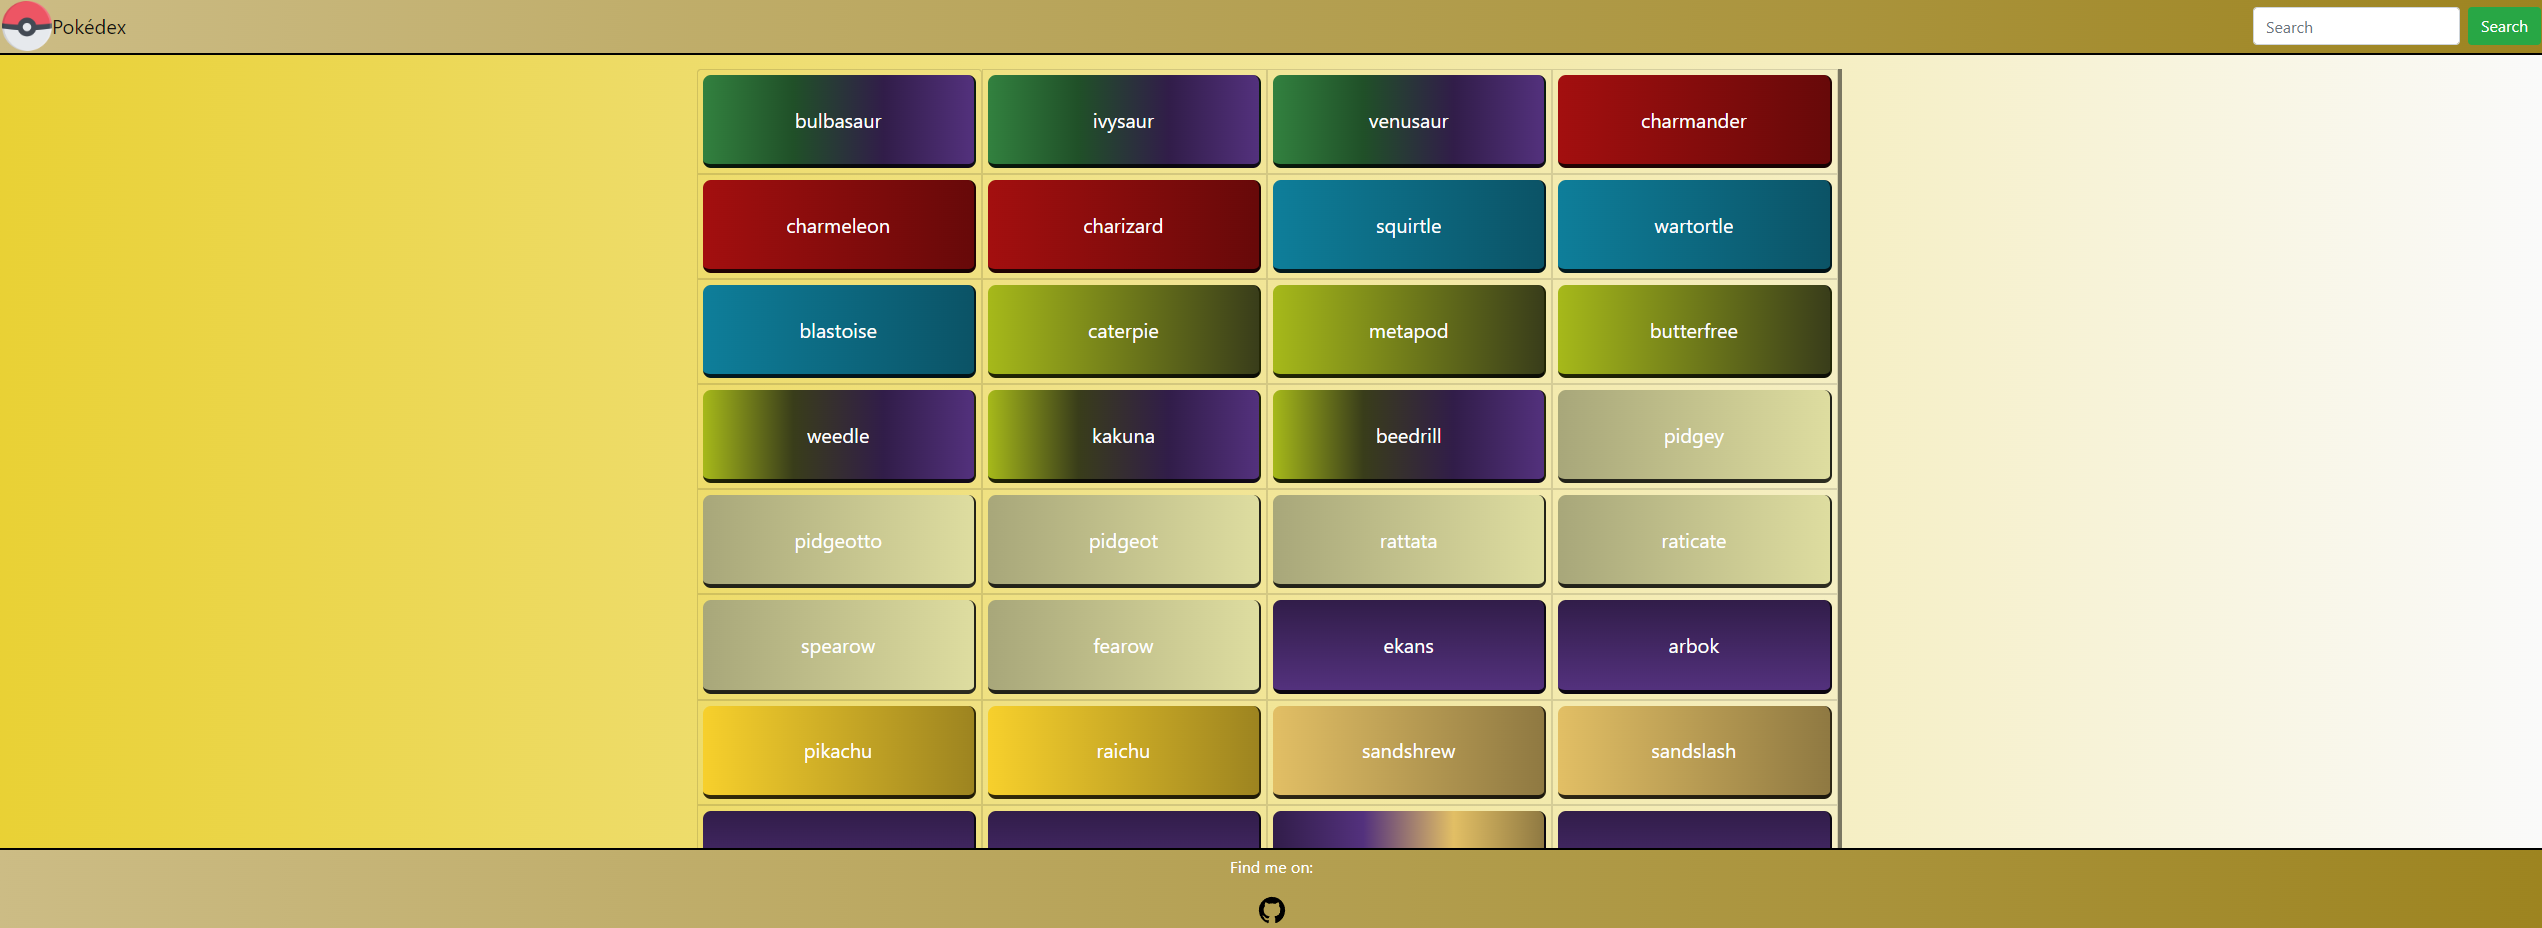 Pokédex
Search
Search
bulbasaur
ivysaur
venusaur
charmander
charmeleon
charizard
squirtle
wartortle
blastoise
caterpie
metapod
butterfree
weedle
kakuna
beedrill
pidgey
pidgeotto
pidgeot
rattata
raticate
spearow
fearow
ekans
arbok
pikachu
raichu
sandshrew
sandslash
Find me on: